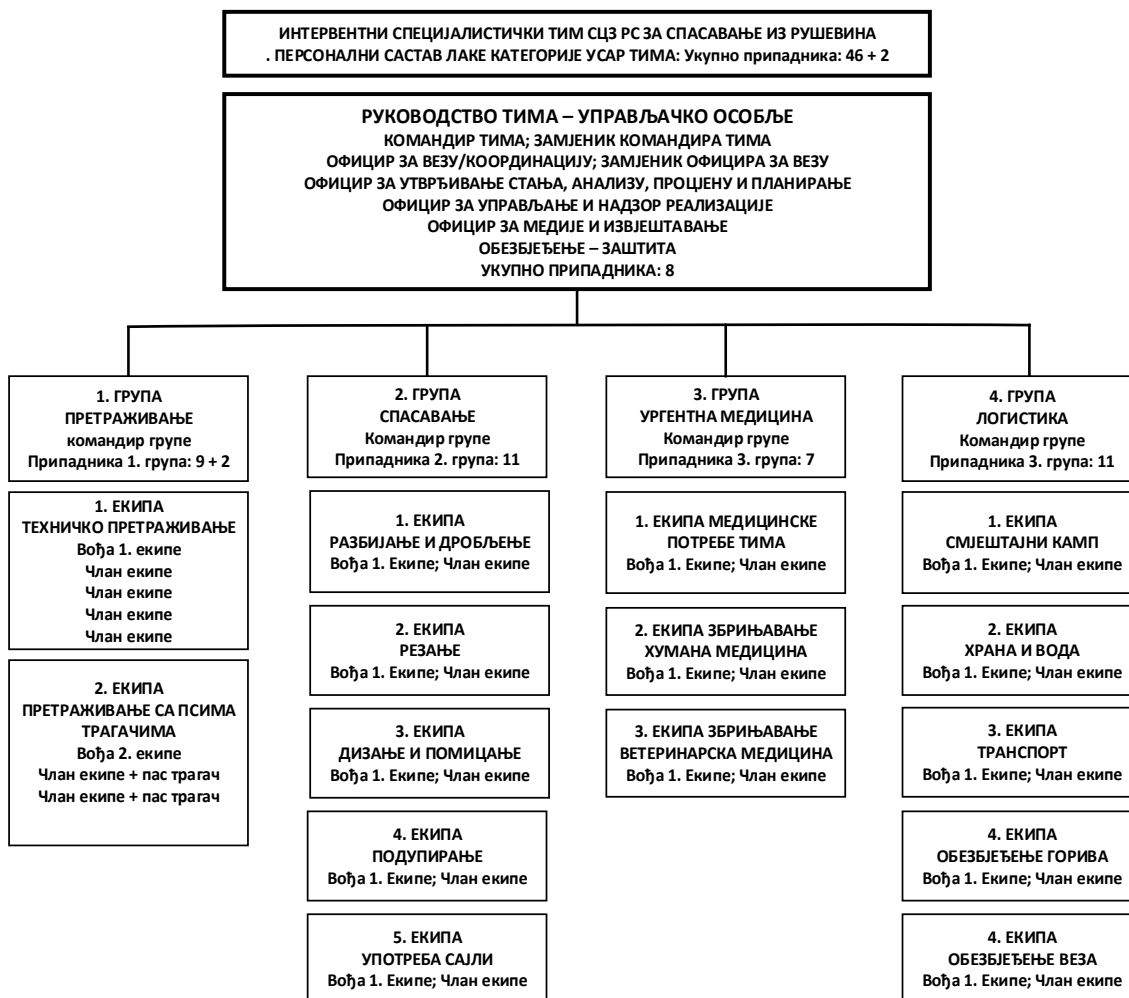 ИНТЕРВЕНТНИ СПЕЦИЈАЛИСТИЧКИ ТИМ СЦЗ РС ЗА СПАСАВАЊЕ ИЗ РУШЕВИНА
. ПЕРСОНАЛНИ САСТАВ ЛАКЕ КАТЕГОРИЈЕ УСАР ТИМА: Укупно припадника: 46 + 2
РУКОВОДСТВО ТИМА – УПРАВЉАЧКО ОСОБЉЕ
КОМАНДИР ТИМА; ЗАМЈЕНИК КОМАНДИРА ТИМА
ОФИЦИР ЗА ВЕЗУ/КООРДИНАЦИЈУ; ЗАМЈЕНИК ОФИЦИРА ЗА ВЕЗУ
ОФИЦИР ЗА УТВРЂИВАЊЕ СТАЊА, АНАЛИЗУ, ПРОЦЈЕНУ И ПЛАНИРАЊЕ
ОФИЦИР ЗА УПРАВЉАЊЕ И НАДЗОР РЕАЛИЗАЦИЈЕ
ОФИЦИР ЗА МЕДИЈЕ И ИЗВЈЕШТАВАЊЕ
ОБЕЗБЈЕЂЕЊЕ – ЗАШТИТА
УКУПНО ПРИПАДНИКА: 8
1. ГРУПА
ПРЕТРАЖИВАЊЕ
командир групе
Припадника 1. група: 9 + 2
1. ЕКИПА
ТЕХНИЧКО ПРЕТРАЖИВАЊЕ
Вођа 1. екипе
Члан екипе
Члан екипе
Члан екипе
Члан екипе
2. ЕКИПА
ПРЕТРАЖИВАЊЕ СА ПСИМА
ТРАГАЧИМА
Вођа 2. екипе
Члан екипе + пас трагач
Члан екипе + пас трагач
2. ГРУПА
СПАСАВАЊЕ
Командир групе
Припадника 2. група: 11
1. ЕКИПА
РАЗБИЈАЊЕ И ДРОБЉЕЊЕ
Вођа 1. Екипе; Члан екипе
2. ЕКИПА
РЕЗАЊЕ
Вођа 1. Екипе; Члан екипе
3. ЕКИПА
ДИЗАЊЕ И ПОМИЦАЊЕ
Вођа 1. Екипе; Члан екипе
4. ЕКИПА
ПОДУПИРАЊЕ
Вођа 1. Екипе; Члан екипе
5. ЕКИПА
УПОТРЕБА САЈЛИ
Вођа 1. Екипе; Члан екипе
3. ГРУПА
УРГЕНТНА МЕДИЦИНА
Командир групе
Припадника 3. група: 7
1. ЕКИПА МЕДИЦИНСКЕ
ПОТРЕБЕ ТИМА
Вођа 1. Екипе; Члан екипе
2. ЕКИПА ЗБРИЊАВАЊЕ
ХУМАНА МЕДИЦИНА
Вођа 1. Екипе; Члан екипе
3. ЕКИПА ЗБРИЊАВАЊЕ
ВЕТЕРИНАРСКА МЕДИЦИНА
Вођа 1. Екипе; Члан екипе
4. ГРУПА
ЛОГИСТИКА
Командир групе
Припадника 3. група: 11
1. ЕКИПА
СМЈЕШТАЈНИ КАМП
Вођа 1. Екипе; Члан екипе
2. ЕКИПА
ХРАНА И ВОДА
Вођа 1. Екипе; Члан екипе
3. ЕКИПА
ТРАНСПОРТ
Вођа 1. Екипе; Члан екипе
4. ЕКИПА
ОБЕЗБЈЕЂЕЊЕ ГОРИВА
Вођа 1. Екипе; Члан екипе
4. ЕКИПА
ОБЕЗБЈЕЂЕЊЕ ВЕЗА
Вођа 1. Екипе; Члан екипе